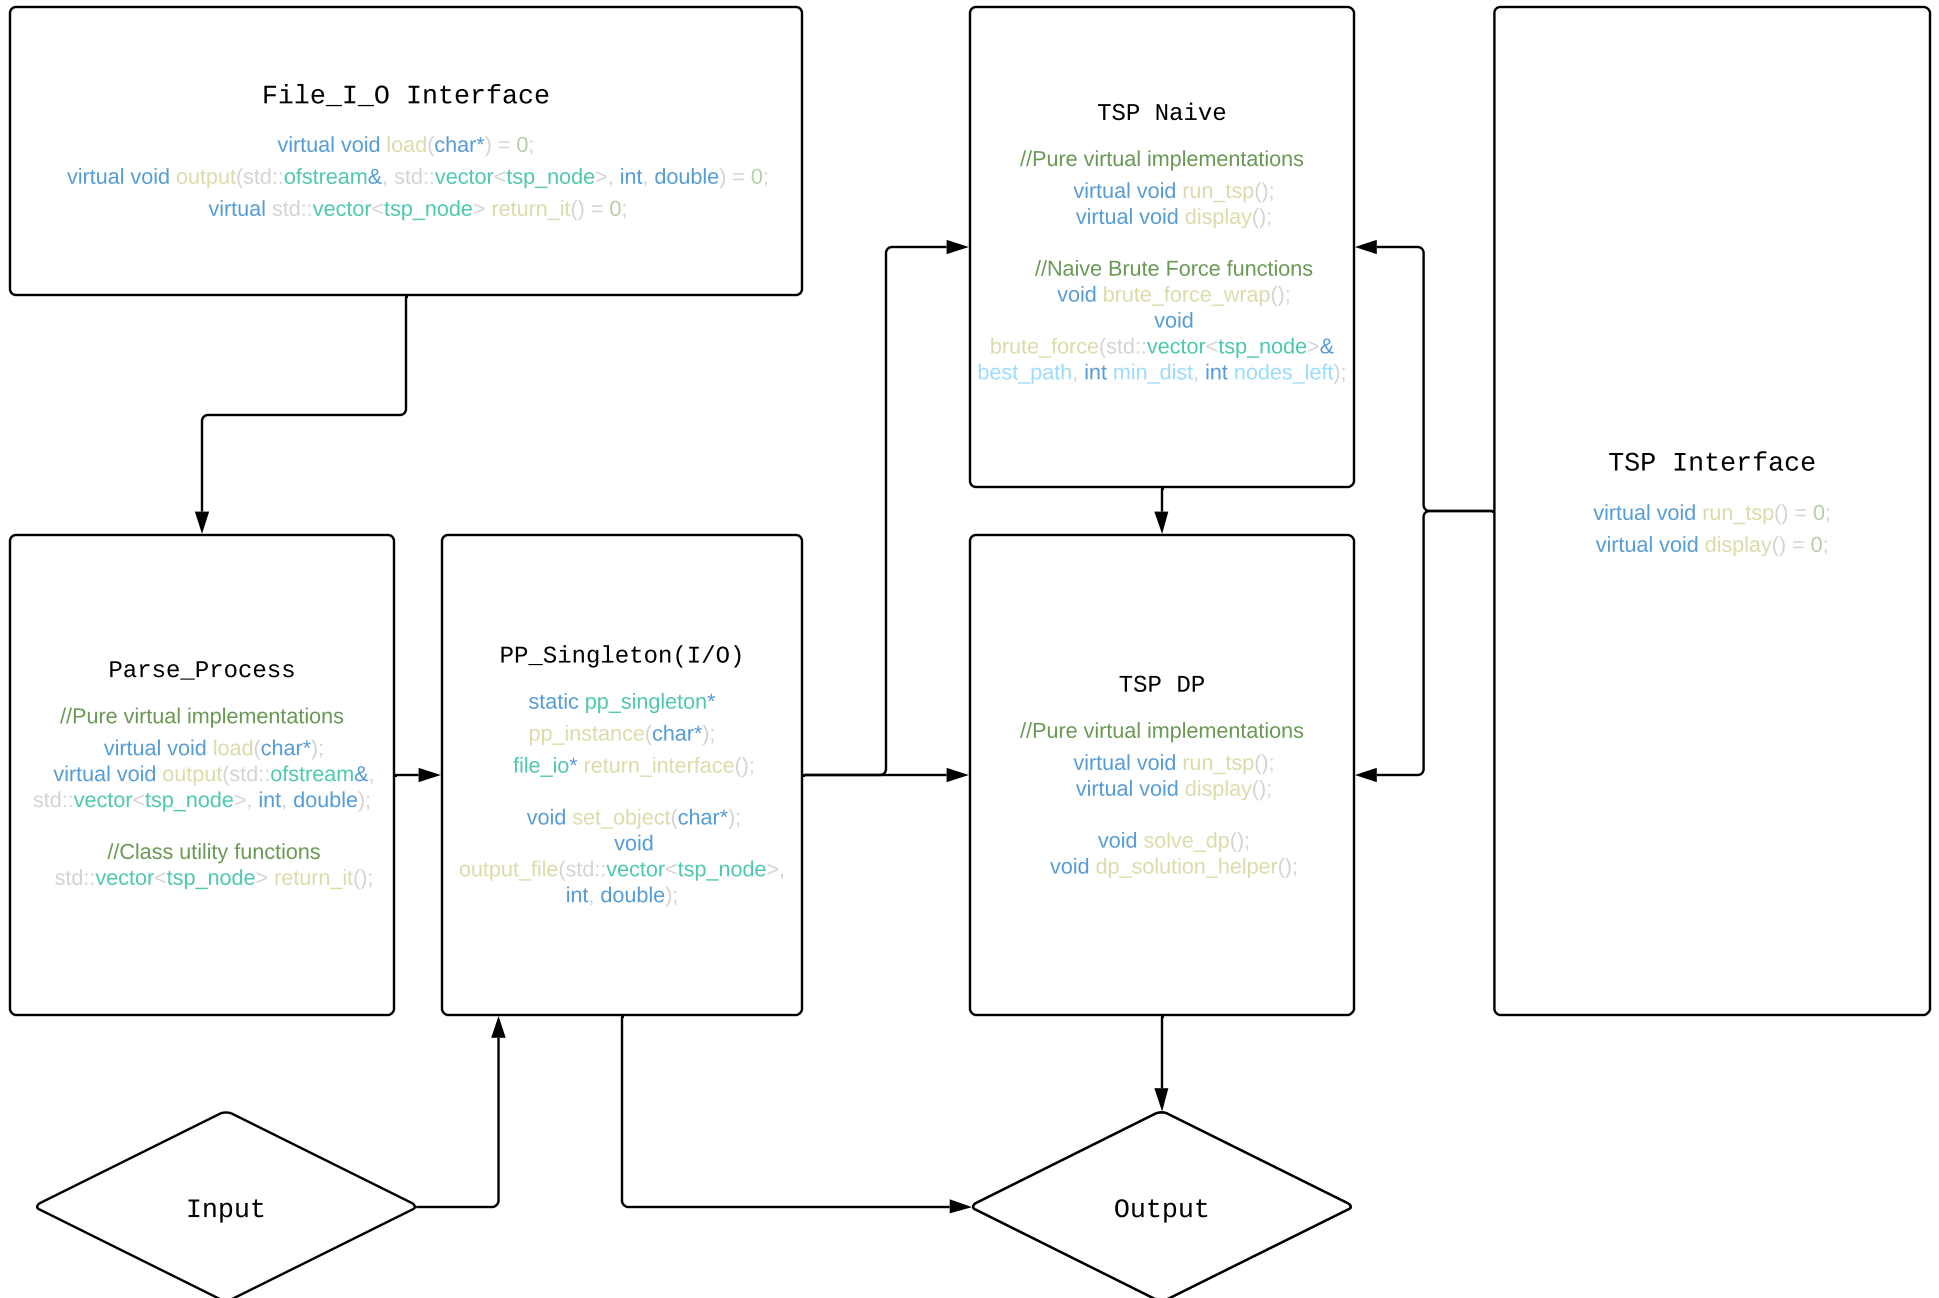 File_I_O Interface
virtual void load(char*) = 0;
virtual void output(std::ofstream&, std::vector<tsp_node>, int, double) = 0;
virtual std::vector<tsp_node> return_it() = 0;
TSP Naive
//Pure virtual implementations
virtual void run_tsp();
virtual void display();
//Naive Brute Force functions
void brute_force_wrap();
void
brute_force(std::vector<tsp_node>&
best_path, int min_dist, int nodes_left);
TSP Interface
virtual void run_tsp() = 0;
virtual void display() = 0;
Parse_Process
//Pure virtual implementations
virtual void load(char*);
virtual void output(std::ofstream&,
std::vector<tsp_node>, int, double);
//Class utility functions
std::vector<tsp_node> return_it();
PP_Singleton(I/O)
static pp_singleton*
pp_instance(char*);
file_io* return_interface();
void set_object(char*);
void
output_file(std::vector<tsp_node>,
int, double);
TSP DP
//Pure virtual implementations
virtual void run_tsp();
virtual void display();
void solve_dp();
void dp_solution_helper();
Input
Output